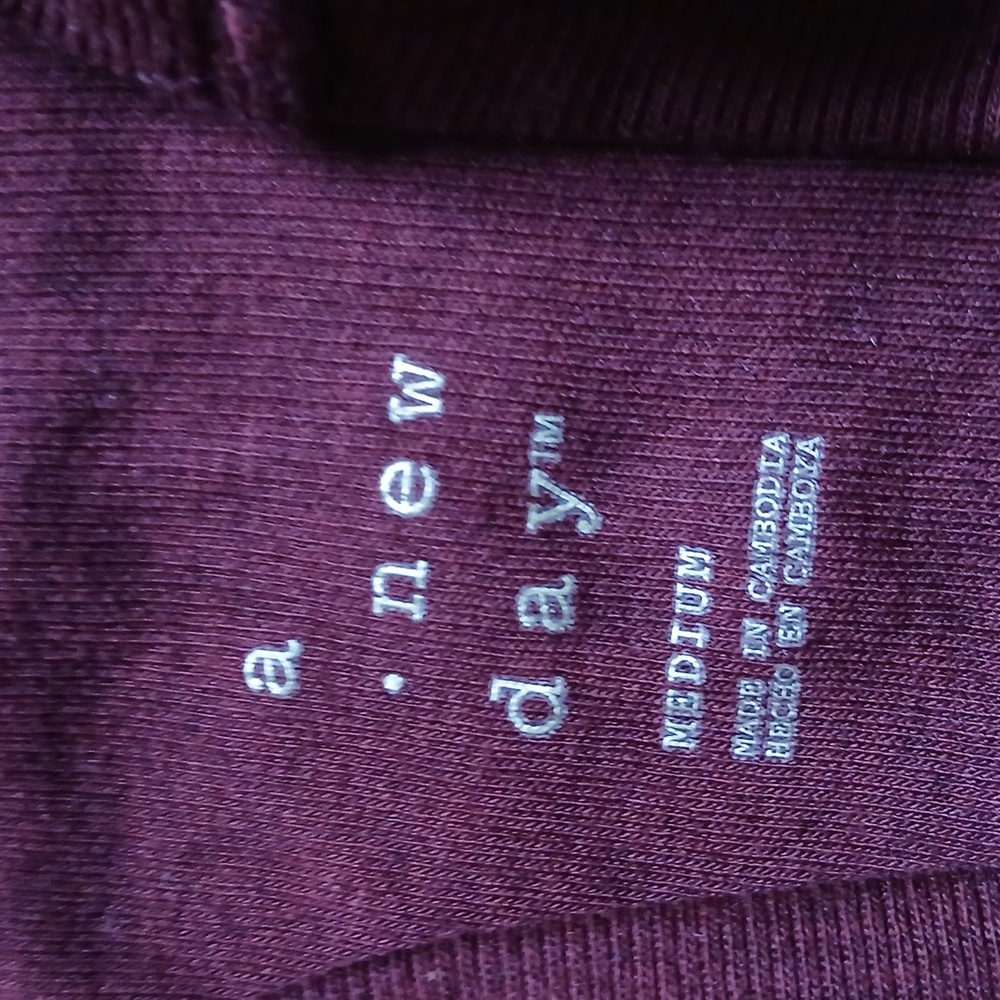 a
.new
day™
MEDIUM
MADE IN CAMBODIA
HECHO EN CAMBOYA